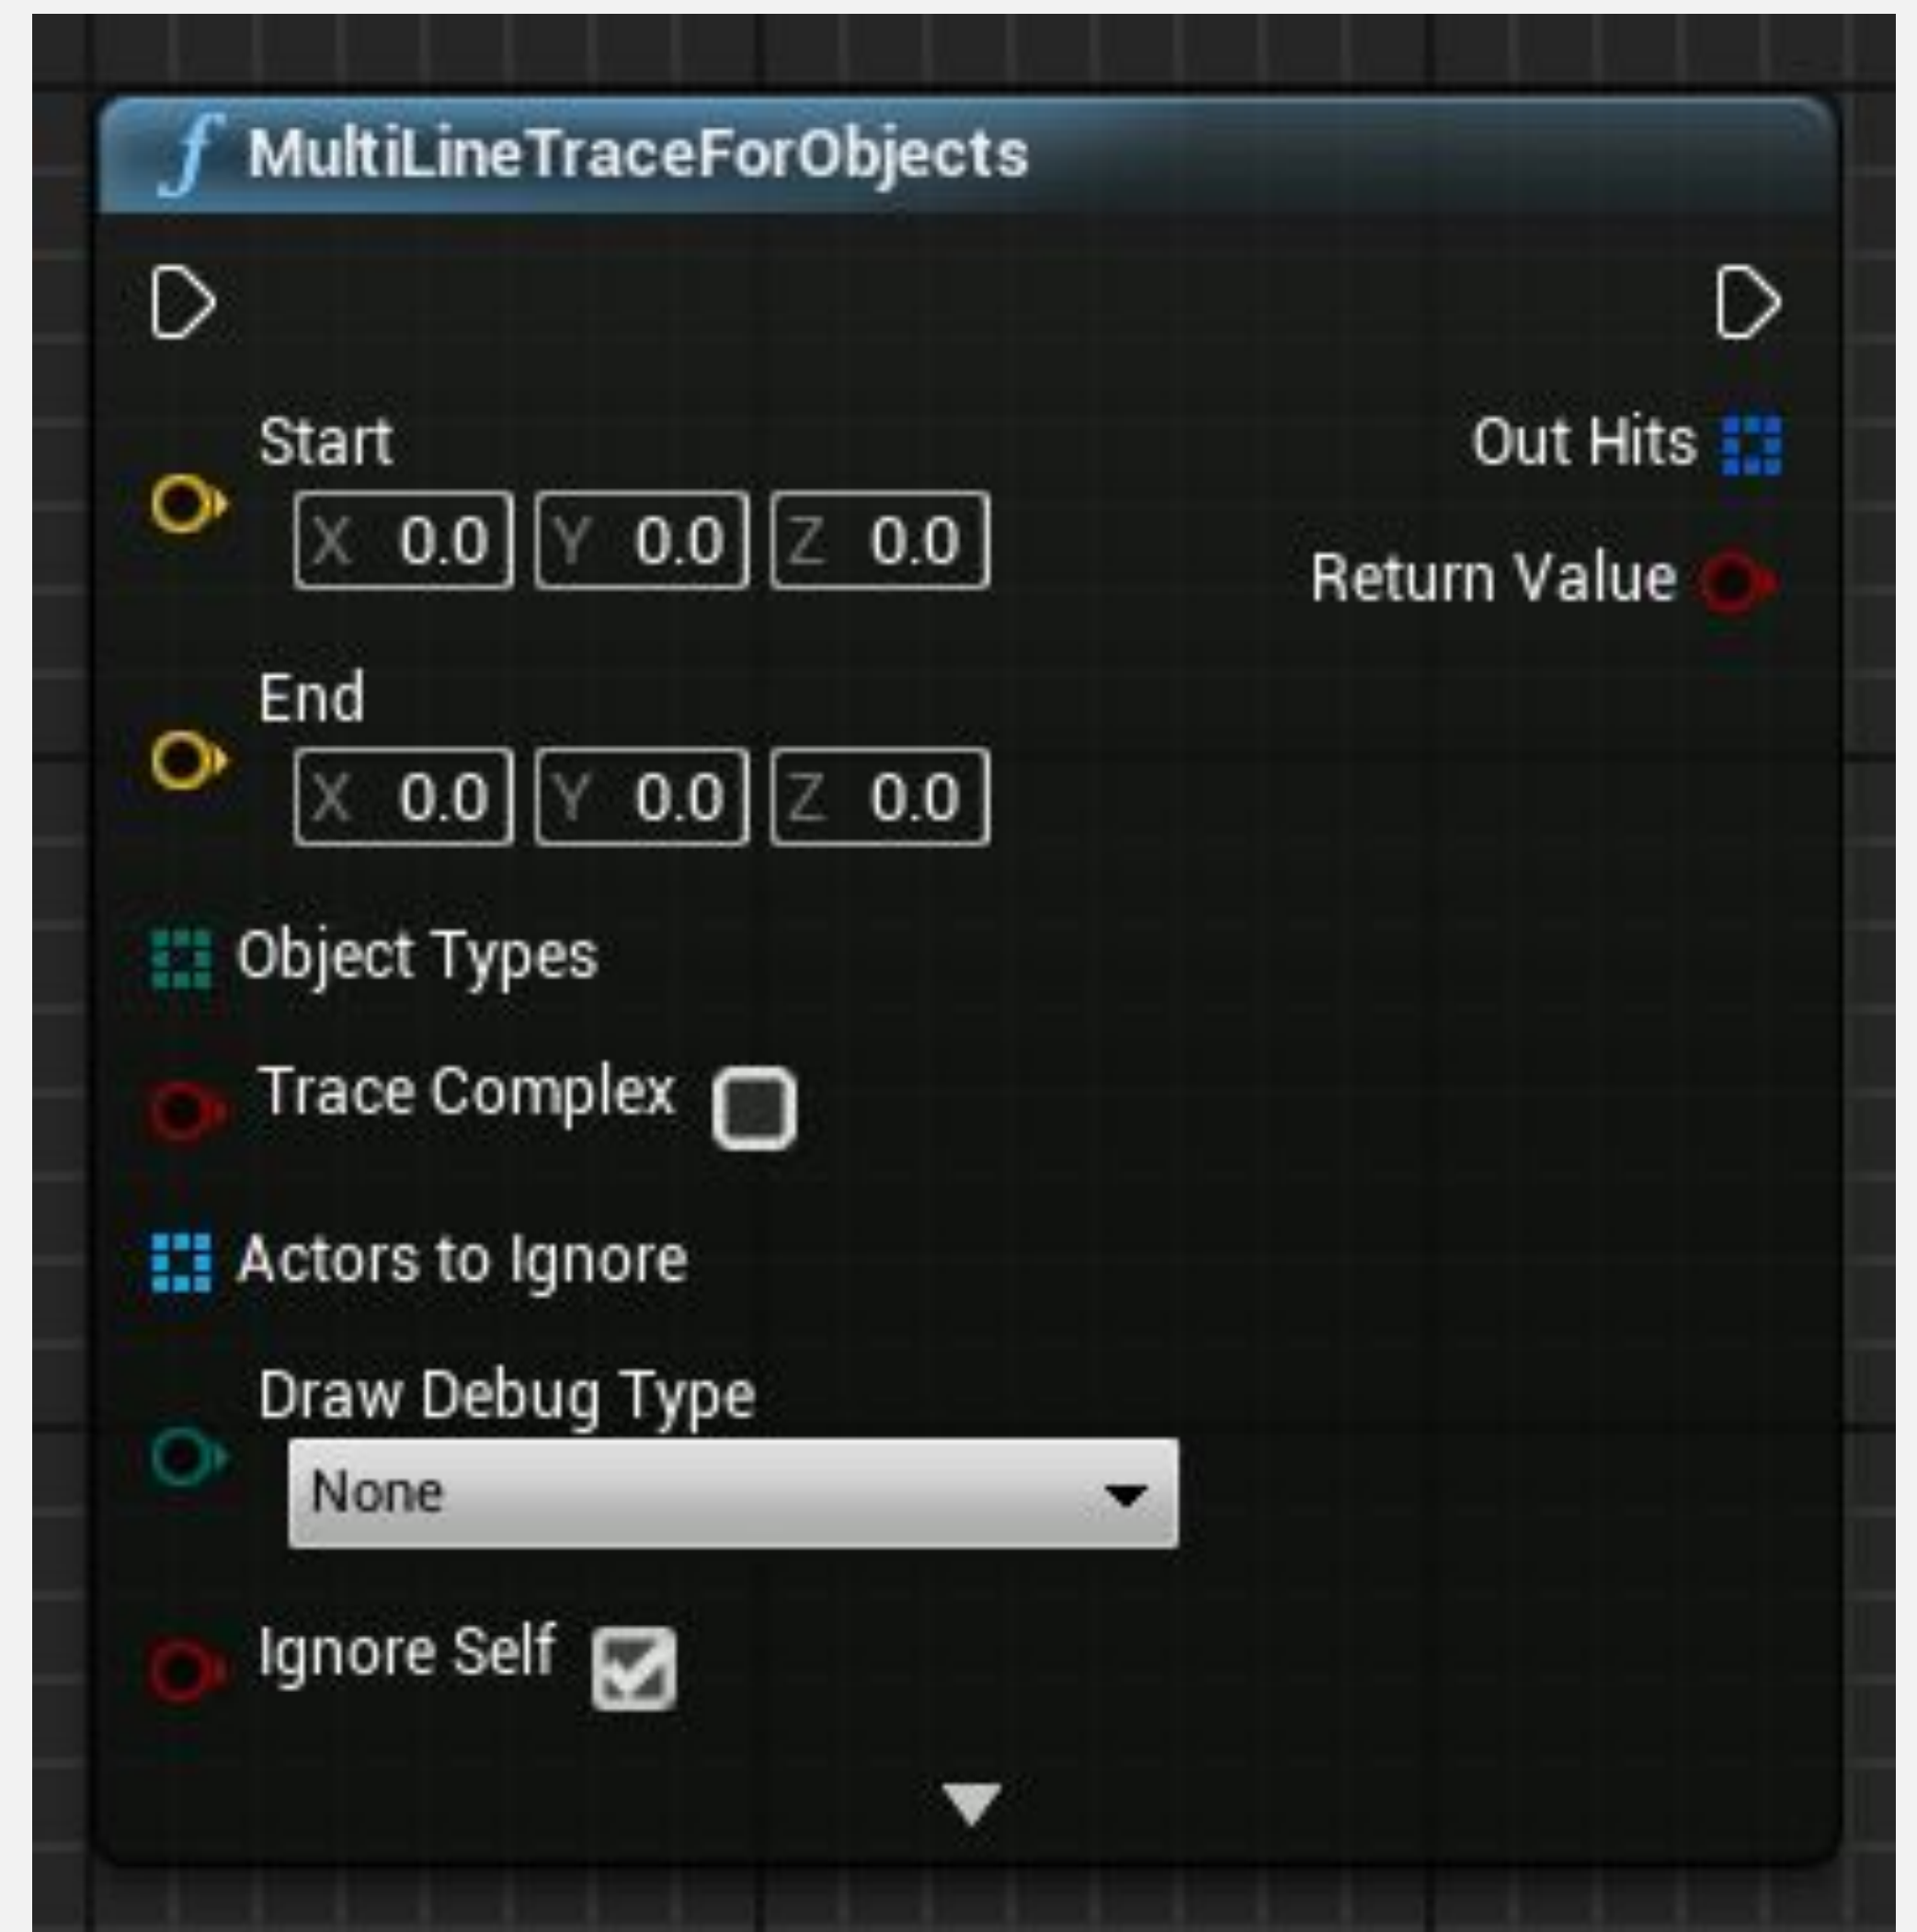 f MultiLineTraceForObjects
Start
Out Hits
X 0.0 Y 0.0 Z 0.0
Return Value
End
X 0.0 Y 0.0 Z 0.0
Object Types
Trace Complex
Actors to Ignore
Draw Debug Type
None
Ignore Self